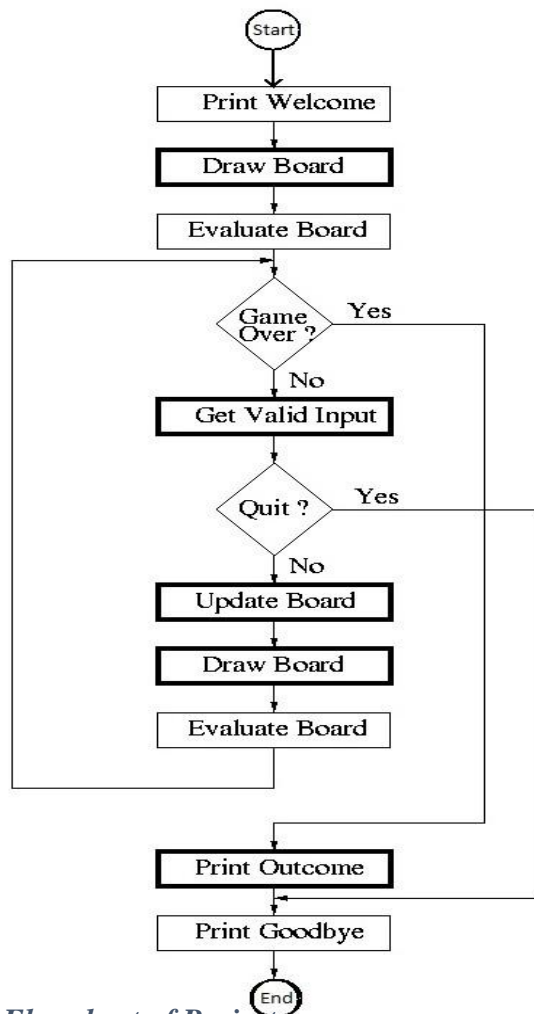 Start
Print Welcome
Draw Board
Evaluate Board
Game
Over ?
Yes
No
Get Valid Input
Quit ?
Yes
No
Update Board
Draw Board
Evaluate Board
Print Outcome
Print Goodbye
End
of